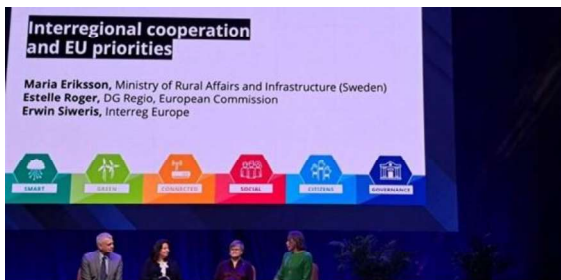 Interregional cooperation
and EU priorities
Maria Eriksson, Ministry of Rural Affairs and Infrastructure (Sweden)
Estelle Roger, DG Regio, European Commission
Erwin Siweris, Interreg Europe
SMART
GREEN
CONNECTED
SOCIAL
CITIZENS
GOVERNANCE